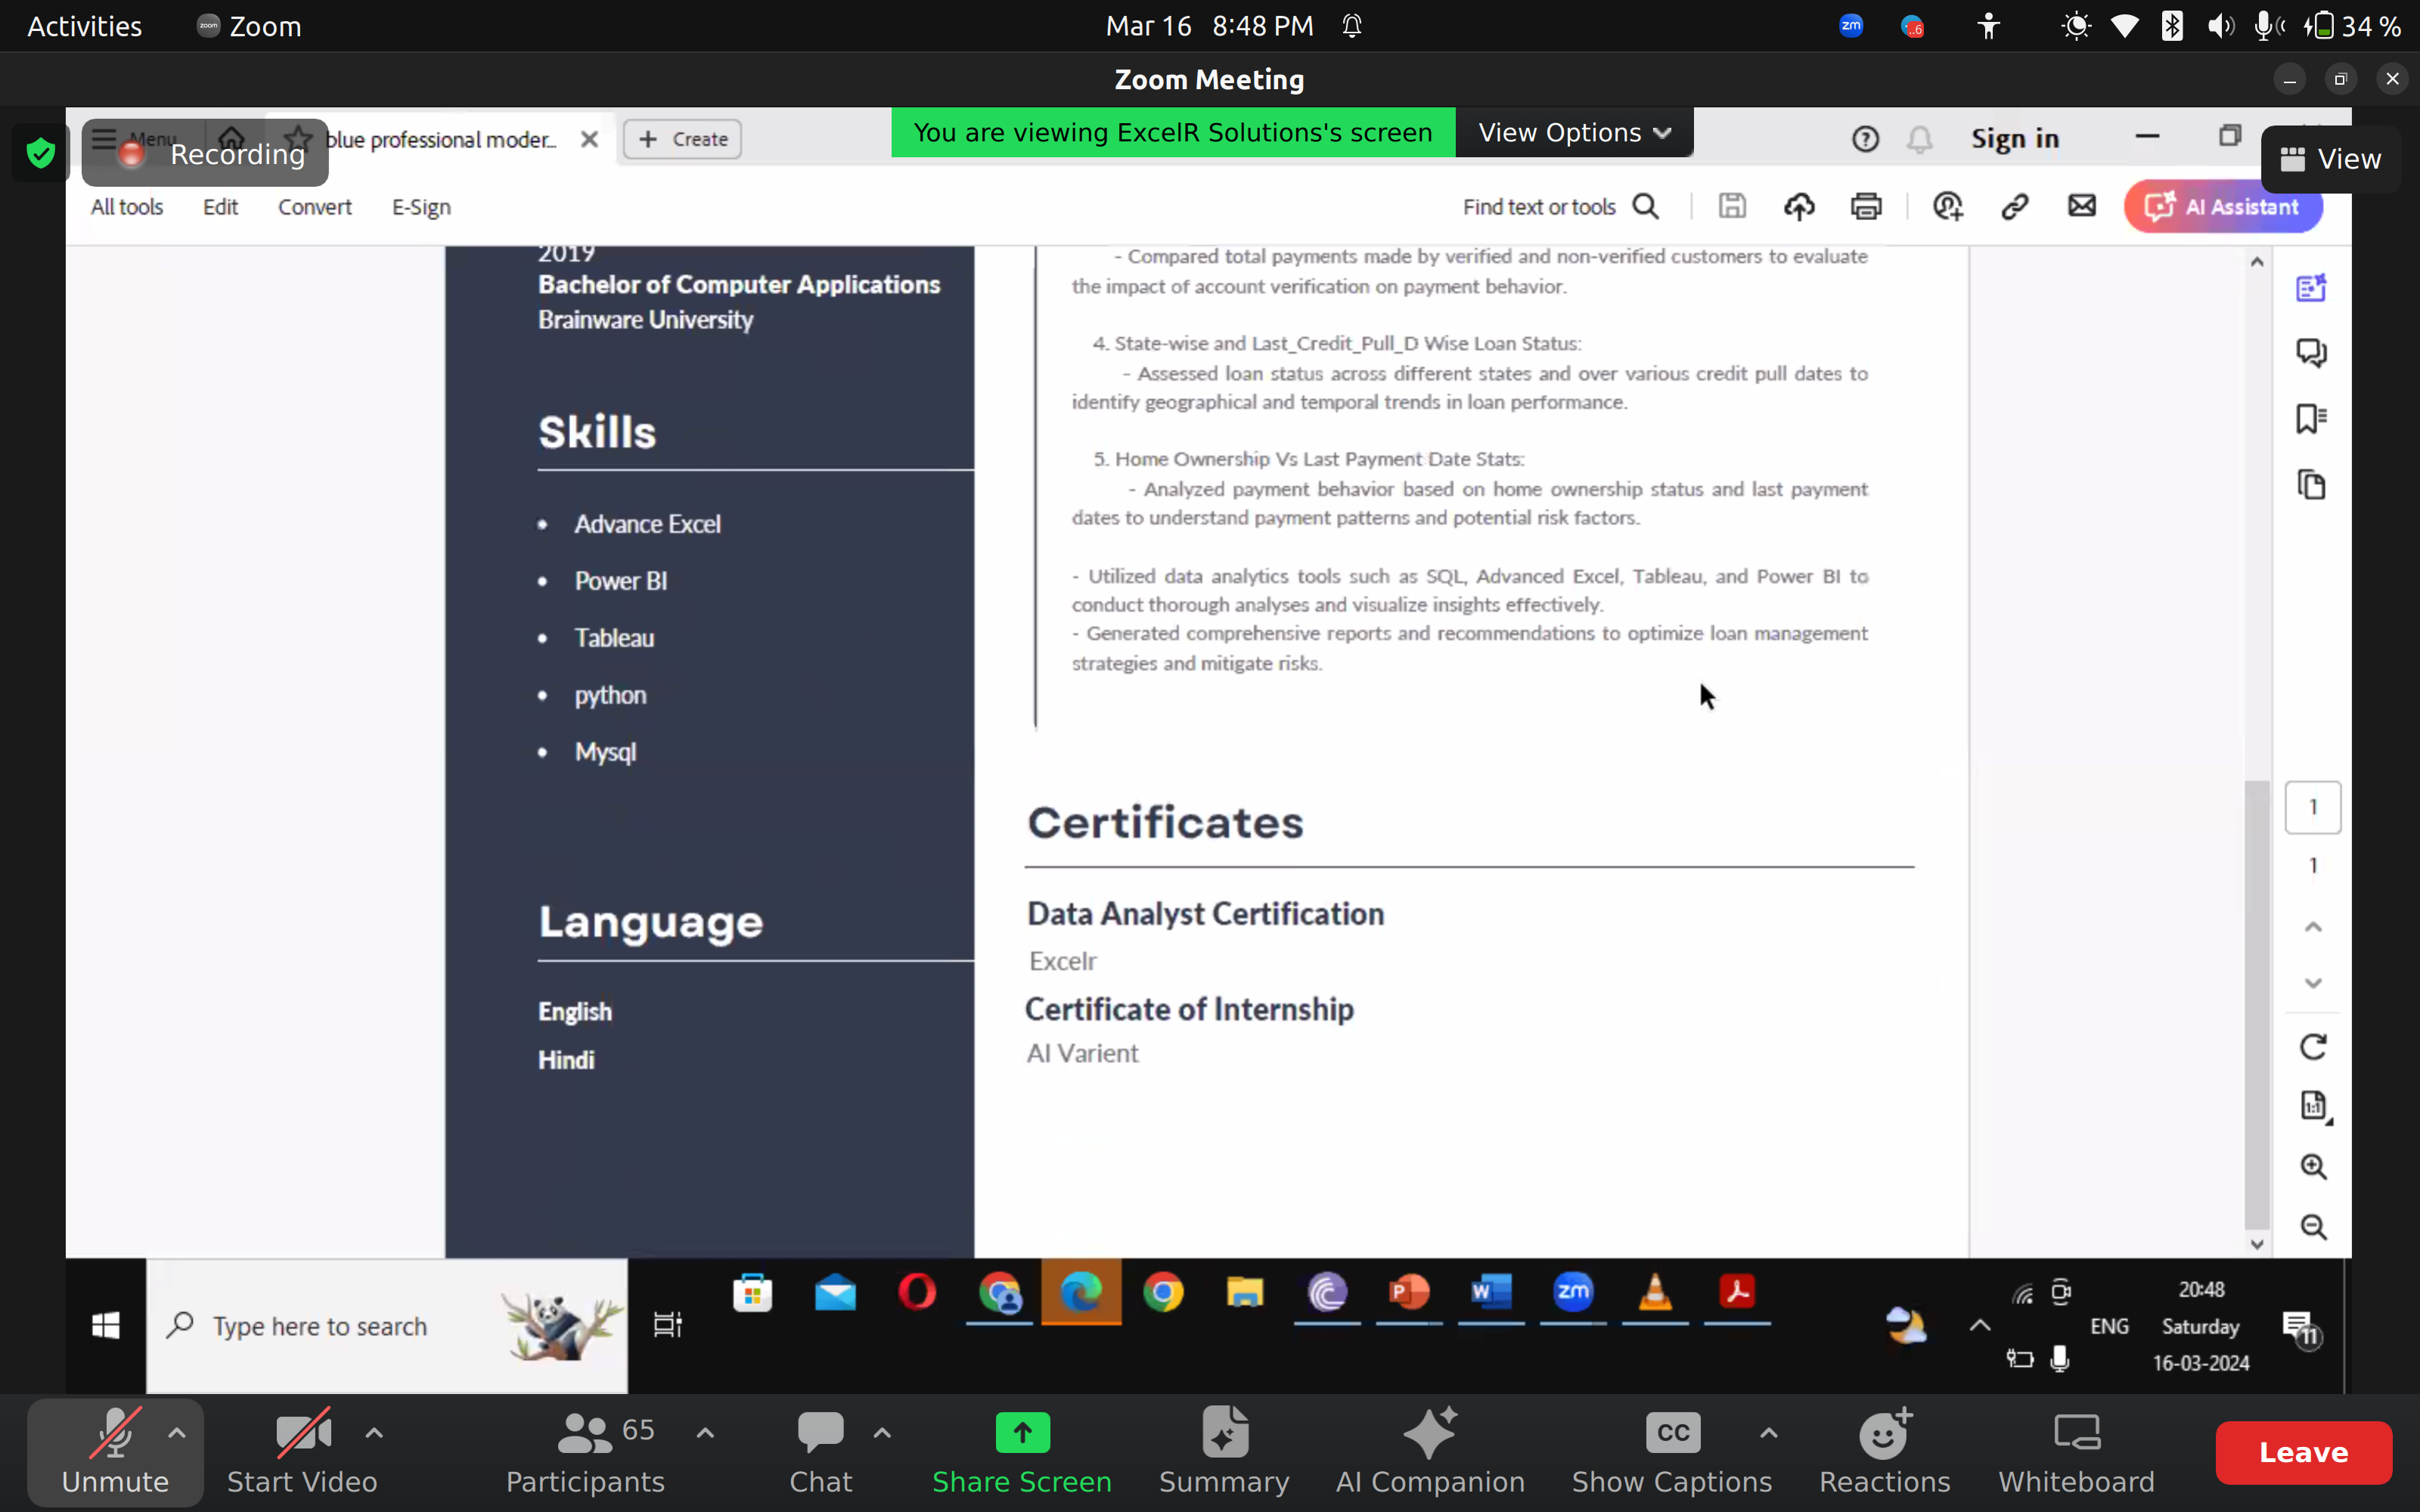 Activities
zoom Zoom
Mar 16 8:48 PM
zm
..6
34 %
Zoom Meeting
Menu
Recording
blue professional moder...
+ Create
You are viewing ExcelR Solutions's screen
View Options
Sign in
View
All tools
Edit
Convert
E-Sign
Find text or tools
AI Assistant
2019
Bachelor of Computer Applications
Brainware University
Skills
Advance Excel
Power BI
Tableau
python
Mysql
Language
English
Hindi
- Compared total payments made by verified and non-verified customers to evaluate
the impact of account verification on payment behavior.
4. State-wise and Last_Credit_Pull_D Wise Loan Status:
- Assessed loan status across different states and over various credit pull dates to
identify geographical and temporal trends in loan performance.
5. Home Ownership Vs Last Payment Date Stats:
- Analyzed payment behavior based on home ownership status and last payment
dates to understand payment patterns and potential risk factors.
- Utilized data analytics tools such as SQL, Advanced Excel, Tableau, and Power BI to
conduct thorough analyses and visualize insights effectively.
- Generated comprehensive reports and recommendations to optimize loan management
strategies and mitigate risks.
Certificates
Data Analyst Certification
Excelr
Certificate of Internship
AI Varient
1
1
1:1
Type here to search
P
W
zm
ENG
20:48
Saturday
16-03-2024
11
Unmute
Start Video
65
Participants
Chat
Share Screen
Summary
AI Companion
CC
Show Captions
Reactions
Whiteboard
Leave